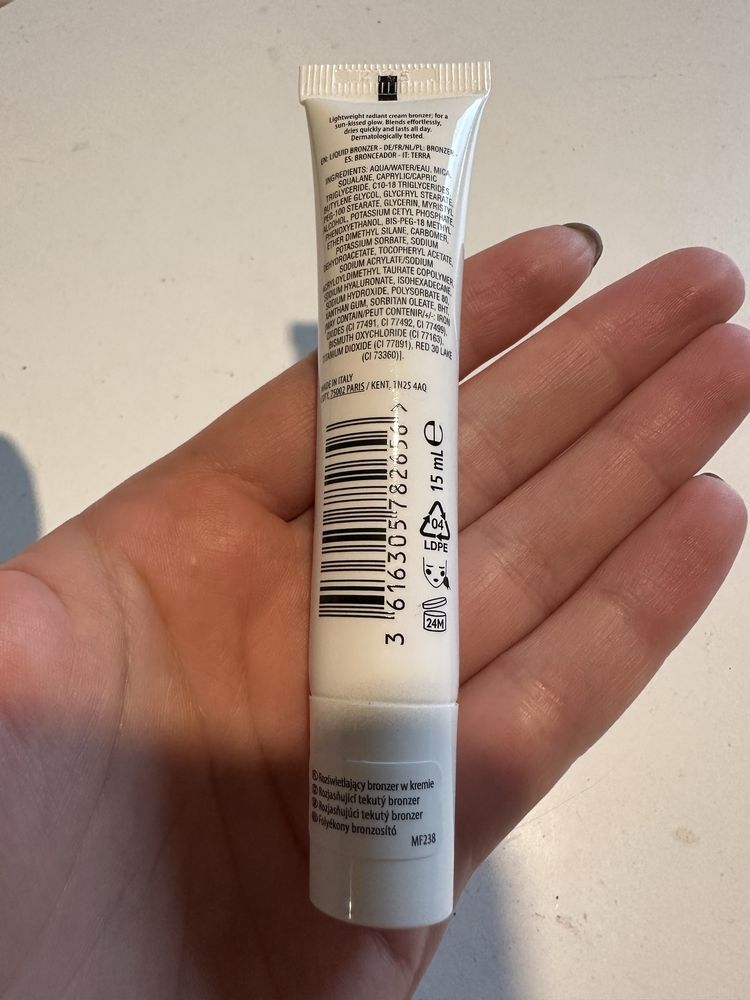 Lightweight radiant cream bronzer; for a
sun-kissed glow. Blends effortlessly,
dries quickly and lasts all day.
Dermatologically tested.
EN: LIQUID BRONZER - DE/FR/NL/PL: BRONZER -
ES: BRONCEADOR - IT: TERRA
INGREDIENTS: AQUA/WATER/EAU, MICA,
SQUALANE, CAPRYLIC/CAPRIC
TRIGLYCERIDE, C10-18 TRIGLYCERIDES,
BUTYLENE GLYCOL, GLYCERYL STEARATE,
PEG-100 STEARATE, GLYCERIN, MYRISTYL
ALCOHOL, POTASSIUM CETYL PHOSPHATE,
PHENOXYETHANOL, BIS-PEG-18 METHYL
ETHER DIMETHYL SILANE, CARBOMER,
POTASSIUM SORBATE, SODIUM
DEHYDROACETATE, TOCOPHERYL ACETATE,
SODIUM ACRYLATE/SODIUM
ACRYLOYLDIMETHYL TAURATE COPOLYMER,
SODIUM HYALURONATE, ISOHEXADECANE,
SODIUM HYDROXIDE, POLYSORBATE 80,
XANTHAN GUM, SORBITAN OLEATE, BHT,
[MAY CONTAIN/PEUT CONTENIR/+/-: IRON
OXIDES (CI 77491, CI 77492, CI 77499),
BISMUTH OXYCHLORIDE (CI 77163),
TITANIUM DIOXIDE (CI 77891), RED 30 LAKE
(CI 73360)].
MADE IN ITALY
COTY, 75002 PARIS / KENT, TN25 4AQ
3 616305 782656 >
15 mL e
04
LDPE
24M
Rozświetlający bronzer w kremie
Rozjasňující tekutý bronzer
Rozjasňujúci tekutý bronzer
Folyékony bronzosító
MF238